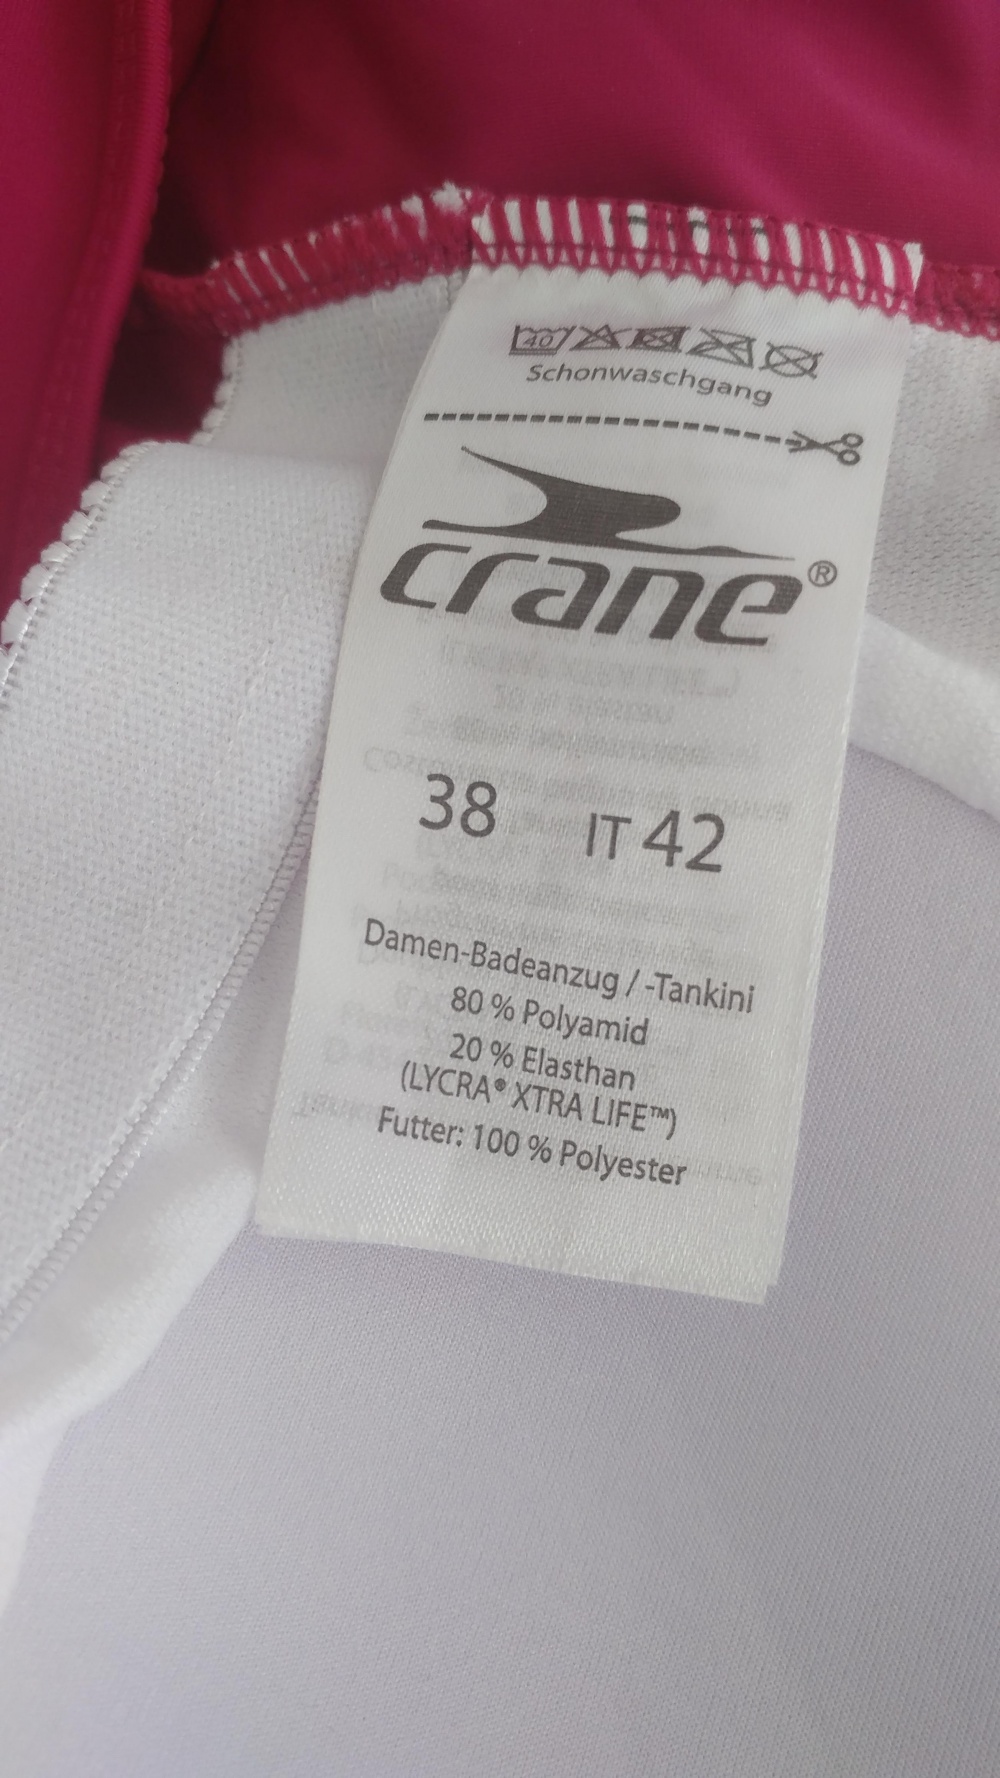 40
Schonwaschgang
crane®
38 IT 42
Damen-Badeanzug / -Tankini
80 % Polyamid
20 % Elasthan
(LYCRA® XTRA LIFE™)
Futter: 100 % Polyester